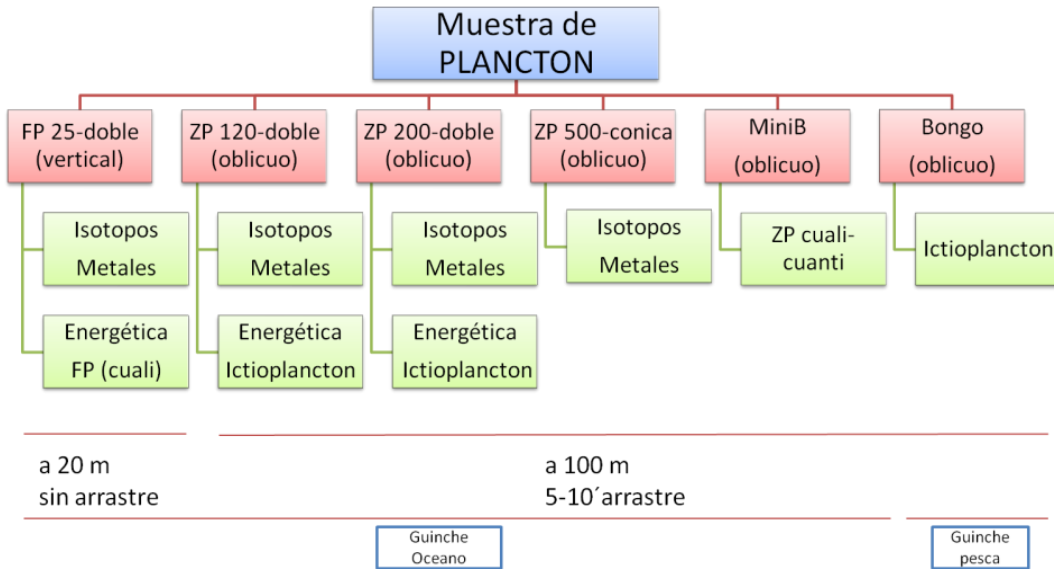 Muestra de
PLANCTON
FP 25-doble
(vertical)
ZP 120-doble
(oblicuo)
ZP 200-doble
(oblicuo)
ZP 500-conica
(oblicuo)
MiniB
(oblicuo)
Bongo
(oblicuo)
Isotopos
Metales
Isotopos
Metales
Isotopos
Metales
Isotopos
Metales
ZP cuali-
cuanti
Ictioplancton
Energética
FP (cuali)
Energética
Ictioplancton
Energética
Ictioplancton
a 20 m
sin arrastre
a 100 m
5-10´arrastre
Guinche
Oceano
Guinche
pesca